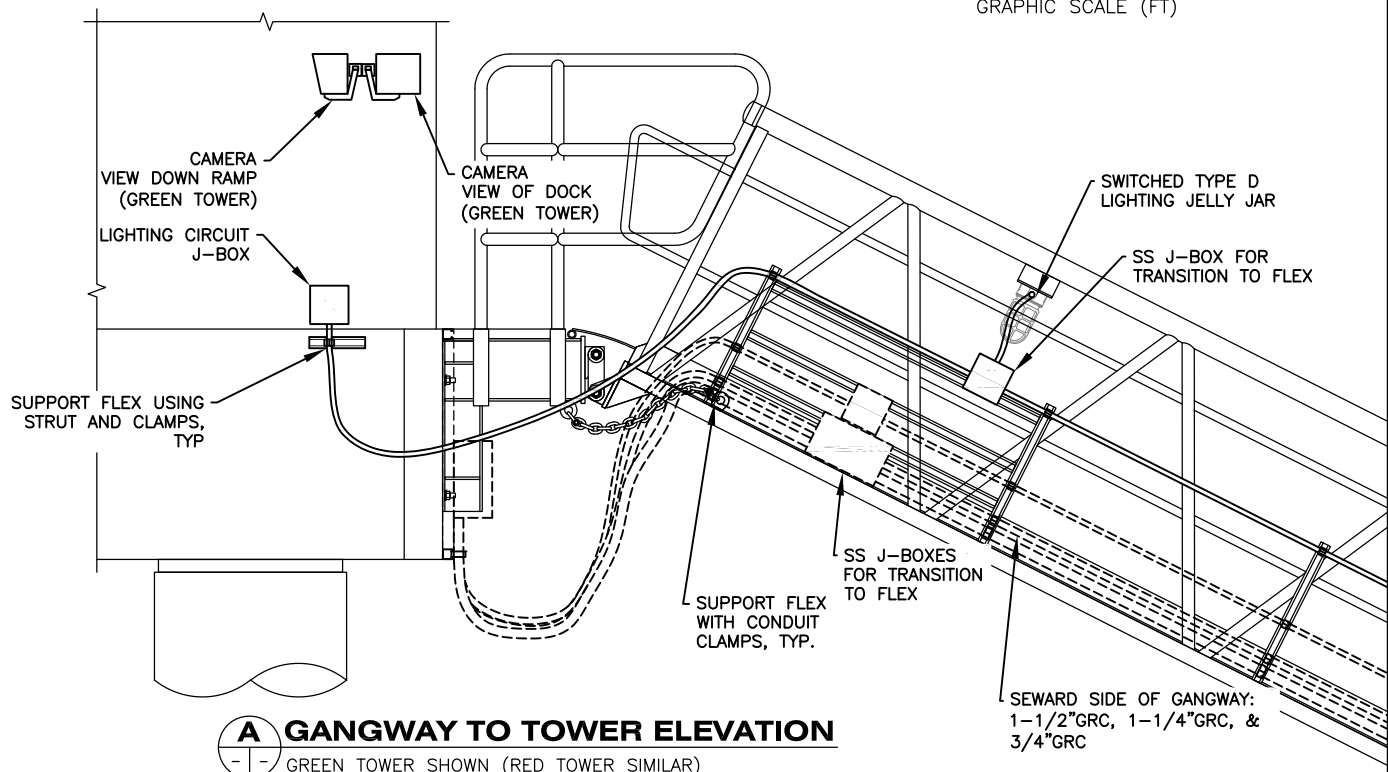 GRAPHIC SCALE (FT)
CAMERA
VIEW DOWN RAMP
(GREEN TOWER)
CAMERA
VIEW OF DOCK
(GREEN TOWER)
LIGHTING CIRCUIT
J-BOX
SUPPORT FLEX USING
STRUT AND CLAMPS,
TYP
SWITCHED TYPE D
LIGHTING JELLY JAR
SS J-BOX FOR
TRANSITION TO FLEX
SS J-BOXES
FOR TRANSITION
TO FLEX
SUPPORT FLEX
WITH CONDUIT
CLAMPS, TYP.
SEWARD SIDE OF GANGWAY:
1-1/2"GRC, 1-1/4"GRC, &
3/4"GRC
A GANGWAY TO TOWER ELEVATION
- - GREEN TOWER SHOWN (RED TOWER SIMILAR)